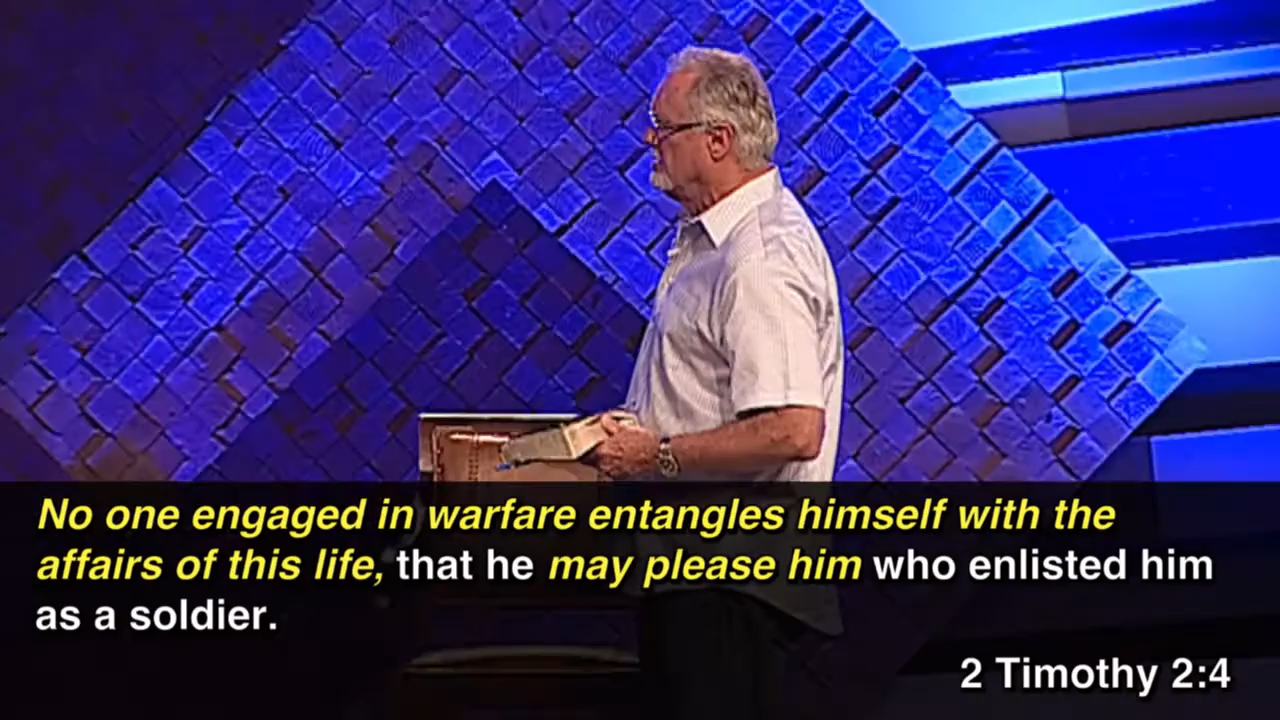 No one engaged in warfare entangles himself with the
affairs of this life, that he may please him who enlisted him
as a soldier.
2 Timothy 2:4